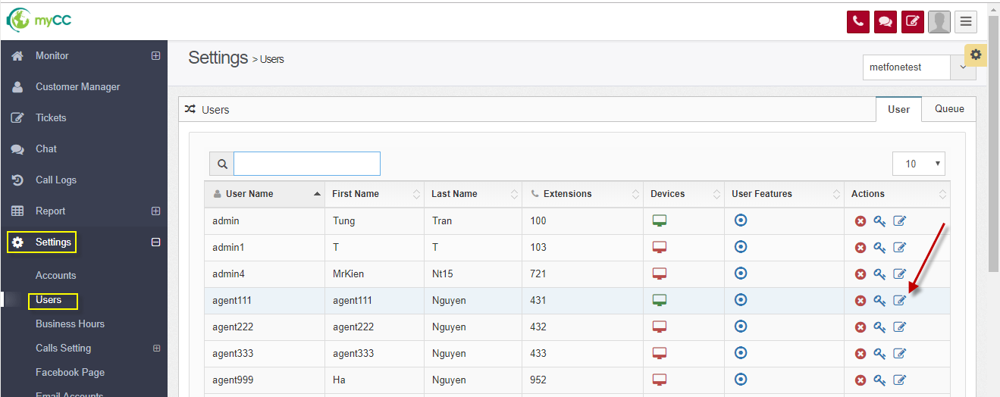 myCC
Monitor
Customer Manager
Tickets
Chat
Call Logs
Report
Settings
Accounts
Users
Business Hours
Calls Setting
Facebook Page
Email Accounts
Settings > Users
metfonetest
Users
User Queue
10
User Name First Name Last Name Extensions Devices User Features Actions
admin Tung Tran 100
admin1 T T 103
admin4 MrKien Nt15 721
agent111 agent111 Nguyen 431
agent222 agent222 Nguyen 432
agent333 agent333 Nguyen 433
agent999 Ha Nguyen 952